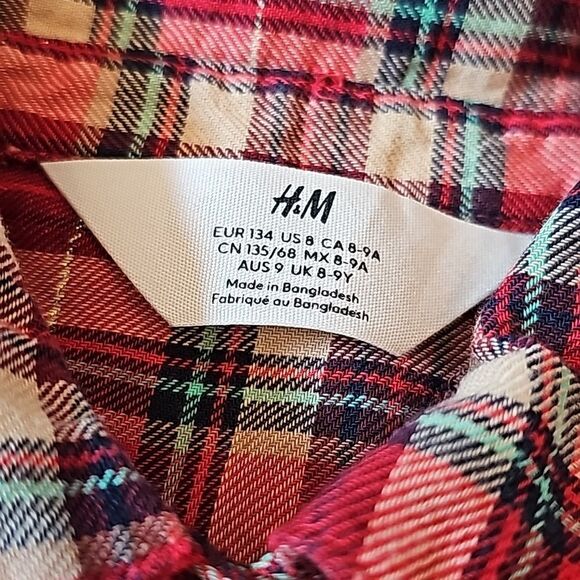 H&M
EUR 134 US 8 CA 8-9A
CN 135/68 MX 8-9A
AUS 9 UK 8-9Y
Made in Bangladesh
Fabriqué au Bangladesh